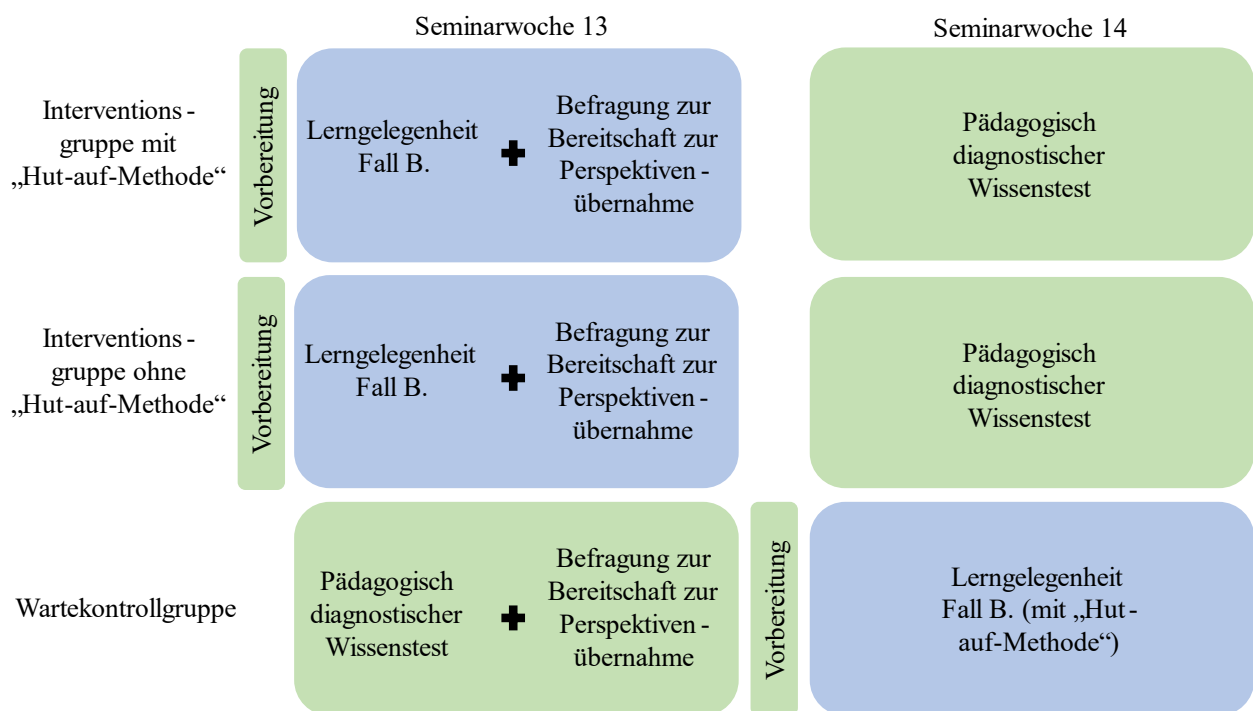 Seminarwoche 13
Seminarwoche 14
Interventions -
gruppe mit
„Hut-auf-Methode“
Vorbereitung
Lerngelegenheit
Fall B.
+
Befragung zur
Bereitschaft zur
Perspektiven -
übernahme
Pädagogisch
diagnostischer
Wissenstest
Interventions -
gruppe ohne
„Hut-auf-Methode“
Vorbereitung
Lerngelegenheit
Fall B.
+
Befragung zur
Bereitschaft zur
Perspektiven -
übernahme
Pädagogisch
diagnostischer
Wissenstest
Wartekontrollgruppe
Pädagogisch
diagnostischer
Wissenstest
+
Befragung zur
Bereitschaft zur
Perspektiven -
übernahme
Vorbereitung
Lerngelegenheit
Fall B. (mit „Hut -
auf-Methode“)